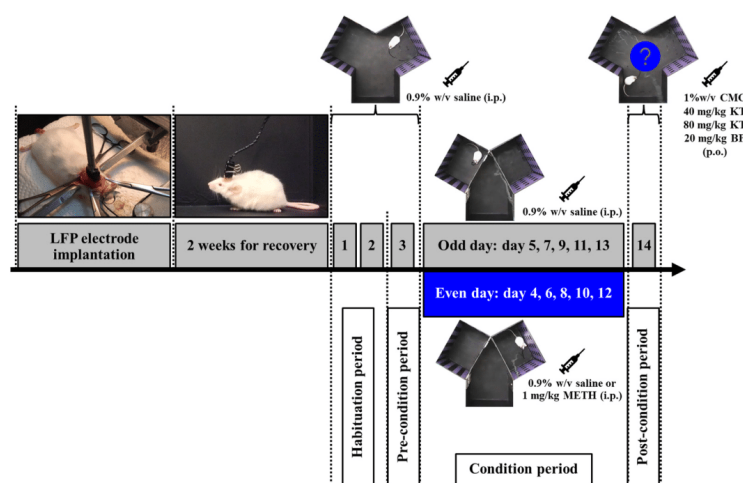 0.9% w/v saline (i.p.)
?
1%w/v CMC
40 mg/kg KT
80 mg/kg KT
20 mg/kg
(p.o.)
0.9% w/v saline (i.p.)
LFP electrode
implantation
2 weeks for recovery
1
2
3
Odd day: day 5, 7, 9, 11, 13
14
Even day: day 4, 6, 8, 10, 12
0.9% w/v saline or
1 mg/kg METH (i.p.)
Habituation period
Pre-condition period
Condition period
Post-condition period